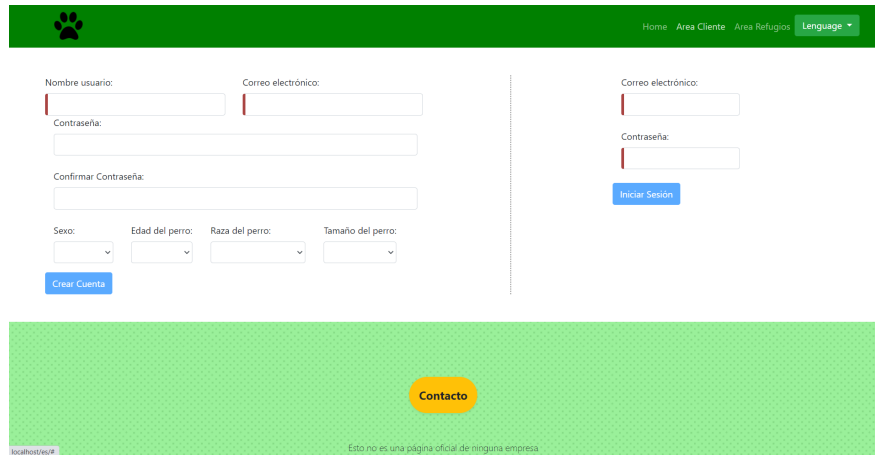 Home Area Cliente Area Refugios Lenguage
Nombre usuario: Correo electrónico:
Contraseña:
Confirmar Contraseña:
Sexo: Edad del perro: Raza del perro: Tamaño del perro:
Crear Cuenta
Correo electrónico:
Contraseña:
Iniciar Sesión
Contacto
Esto no es una página oficial de ninguna empresa
localhost/es/#